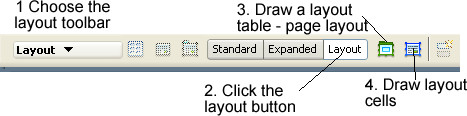 1 Choose the
layout toolbar
3. Draw a layout
table - page layout
Layout
Standard
Expanded
Layout
2. Click the
layout button
4. Draw layout
cells